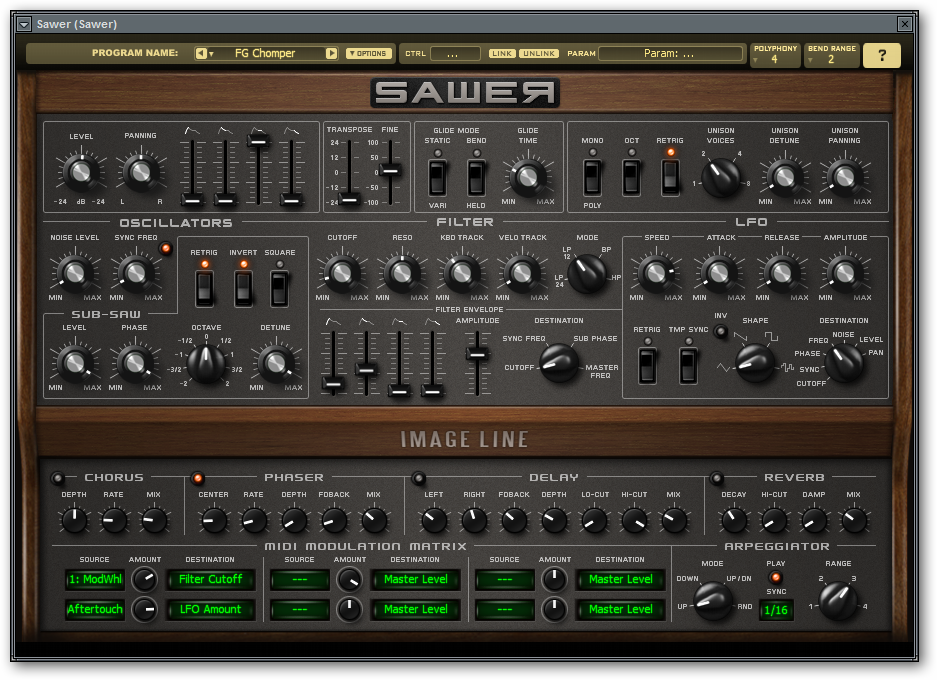 Sawer (Sawer)
PROGRAM NAME: FG Chomper OPTIONS CTRL ... LINK UNLINK PARAM Param: ... POLYPHONY 4 BEND RANGE 2 ?
SAWER
LEVEL PANNING TRANSPOSE FINE GLIDE MODE GLIDE TIME MONO OCT RETRIG UNISON VOICES UNISON DETUNE UNISON PANNING
STATIC BEND
24 12 0 -12 -24 100 50 0 -50 -100
1 2 4 8
-24 dB -24 L R VARI HELD MIN MAX POLY MIN MAX MIN MAX
OSCILLATORS FILTER LFO
NOISE LEVEL SYNC FREQ RETRIG INVERT SQUARE CUTOFF RESO KBD TRACK VELO TRACK MODE SPEED ATTACK RELEASE AMPLITUDE
LP 12 BP LP 24 HP
MIN MAX MIN MAX MIN MAX MIN MAX MIN MAX MIN MAX MIN MAX MIN MAX MIN MAX MIN MAX
SUB-SAW FILTER ENVELOPE
LEVEL PHASE OCTAVE DETUNE AMPLITUDE DESTINATION RETRIG TMP SYNC INV SHAPE DESTINATION
-2 -3/2 -1 -1/2 0 1/2 1 3/2 2
SYNC FREQ SUB PHASE CUTOFF MASTER FREQ
CUTOFF SYNC PHASE FREQ NOISE LEVEL PAN
MIN MAX MIN MAX MIN MAX
IMAGE LINE
CHORUS PHASER DELAY REVERB
DEPTH RATE MIX CENTER RATE DEPTH FDBACK MIX LEFT RIGHT FDBACK DEPTH LO-CUT HI-CUT MIX DECAY HI-CUT DAMP MIX
MIDI MODULATION MATRIX ARPEGGIATOR
SOURCE AMOUNT DESTINATION SOURCE AMOUNT DESTINATION SOURCE AMOUNT DESTINATION MODE PLAY RANGE
1: ModWhl Filter Cutoff --- Master Level --- Master Level DOWN UP/DN 2 3
SYNC
Aftertouch LFO Amount --- Master Level --- Master Level UP RND 1/16 1 4